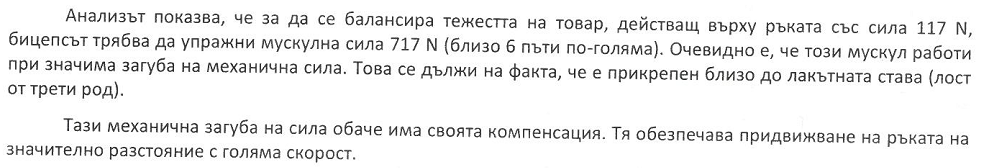 Анализът показва, че за да се балансира тежестта на товар, действащ върху ръката със сила 117 N,
бицепсът трябва да упражни мускулна сила 717 N (близо 6 пъти по-голяма). Очевидно е, че този мускул работи
при значима загуба на механична сила. Това се дължи на факта, че е прикрепен близо до лакътната става (лост
от трети род).
Тази механична загуба на сила обаче има своята компенсация. Тя обезпечава придвижване на ръката на
значително разстояние с голяма скорост.